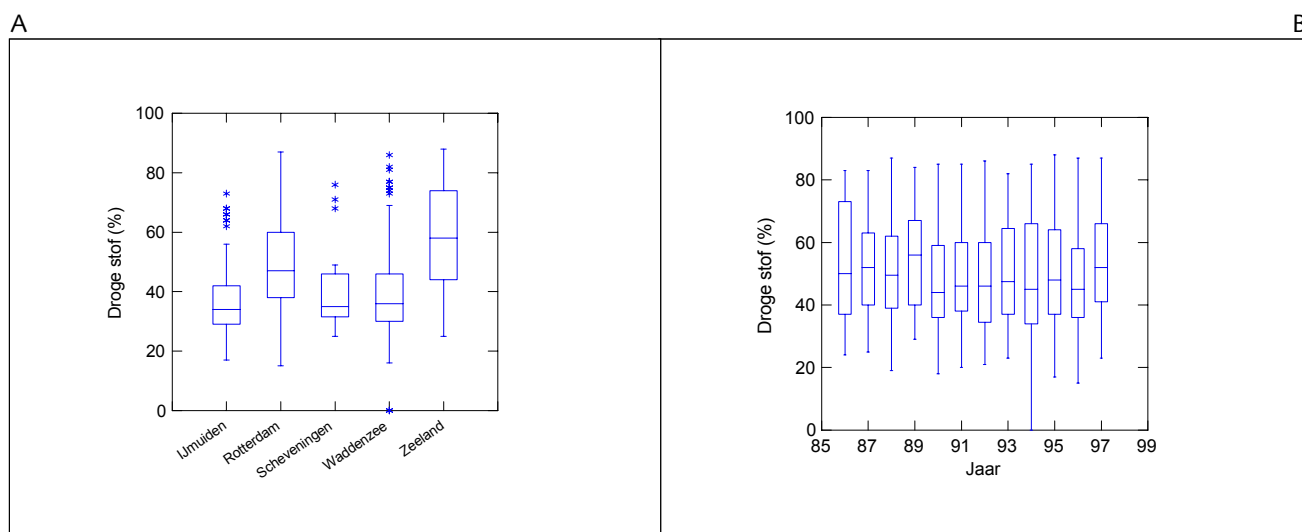 A
B
100
80
60
40
20
0
Droge stof (%)
IJmuiden
Rotterdam
Scheveningen
Waddenzee
Zeeland
100
80
60
40
20
0
Droge stof (%)
85 87 89 91 93 95 97 99
Jaar